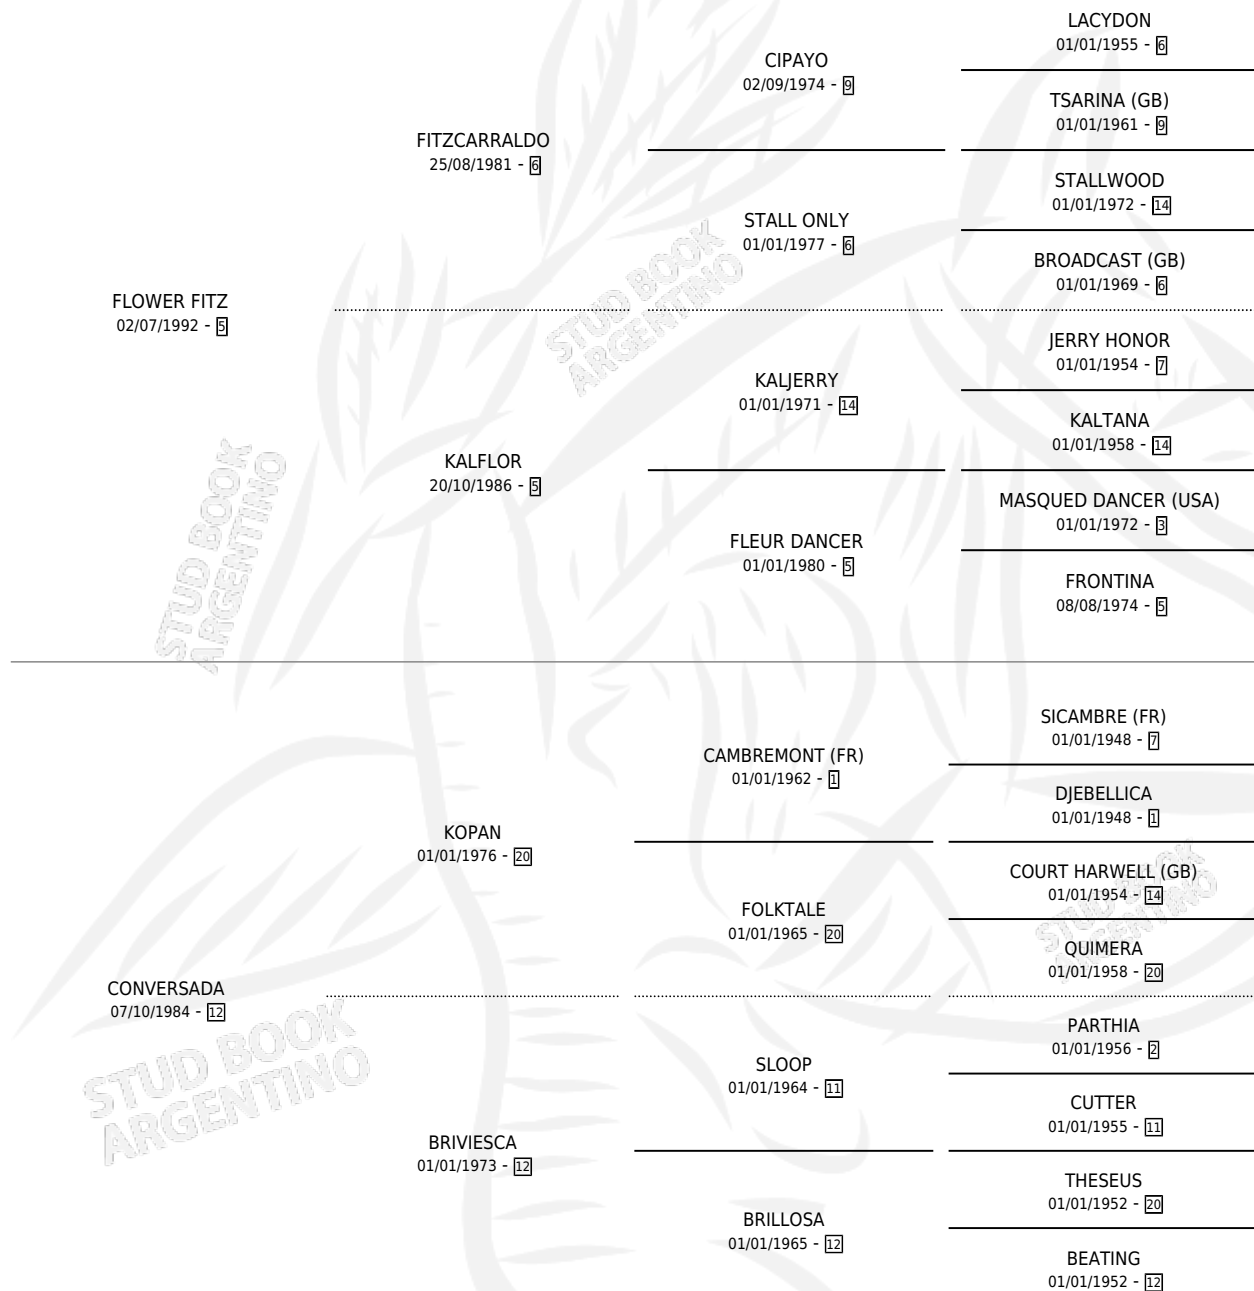 LACYDON
01/01/1955 - 6
CIPAYO
02/09/1974 - 9
TSARINA (GB)
01/01/1961 - 9
FITZCARRALDO
25/08/1981 - 6
STALLWOOD
01/01/1972 - 14
STALL ONLY
01/01/1977 - 6
BROADCAST (GB)
01/01/1969 - 6
FLOWER FITZ
02/07/1992 - 5
JERRY HONOR
01/01/1954 - 7
KALJERRY
01/01/1971 - 14
KALTANA
01/01/1958 - 14
KALFLOR
20/10/1986 - 5
MASQUED DANCER (USA)
01/01/1972 - 3
FLEUR DANCER
01/01/1980 - 5
FRONTINA
08/08/1974 - 5
STUD BOOK
ARGENTINO
STUD BOOK
ARGENTINO
SICAMBRE (FR)
01/01/1948 - 7
CAMBREMONT (FR)
01/01/1962 - 1
DJEBELLICA
01/01/1948 - 1
KOPAN
01/01/1976 - 20
COURT HARWELL (GB)
01/01/1954 - 14
FOLKTALE
01/01/1965 - 20
QUIMERA
01/01/1958 - 20
CONVERSADA
07/10/1984 - 12
PARTHIA
01/01/1956 - 2
SLOOP
01/01/1964 - 11
CUTTER
01/01/1955 - 11
BRIVIESCA
01/01/1973 - 12
THESEUS
01/01/1952 - 20
BRILLOSA
01/01/1965 - 12
BEATING
01/01/1952 - 12
STUD BOOK
ARGENTINO
STUD BOOK
ARGENTINO